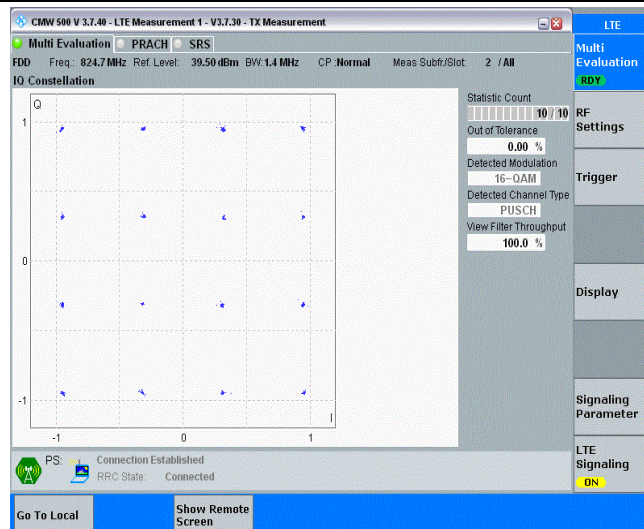 CMW 500 V 3.7.40 - LTE Measurement 1 - V3.7.30 - TX Measurement
LTE
Multi Evaluation PRACH SRS
FDD Freq.: 824.7 MHz Ref. Level: 39.50 dBm BW: 1.4 MHz CP :Normal Meas Subfr./Slot: 2 / All
IQ Constellation
Q
1
0
-1
I
-1 0 1
Statistic Count
10 / 10
Out of Tolerance
0.00 %
Detected Modulation
16-QAM
Detected Channel Type
PUSCH
View Filter Throughput
100.0 %
Multi
Evaluation
RDY
RF
Settings
Trigger
Display
Signaling
Parameter
LTE
Signaling
ON
PS: Connection Established
RRC State: Connected
Go To Local
Show Remote
Screen